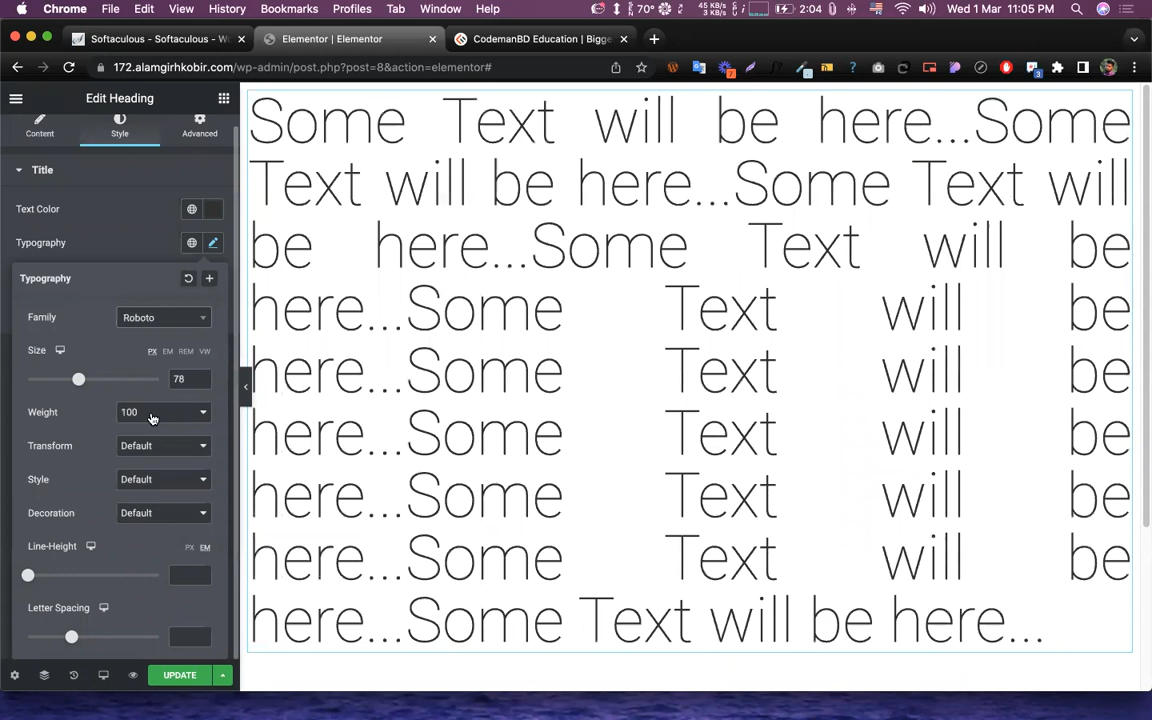 Chrome File Edit View History Bookmarks Profiles Tab Window Help 45 KB/s 3 KB/s 70° 2:04 Wed 1 Mar 11:05 PM
Softaculous - Softaculous - Wo Elementor | Elementor CodemanBD Education | Bigge
172.alamgirhkobir.com/wp-admin/post.php?post=8&action=elementor#
Edit Heading
Content Style Advanced
Title
Text Color
Typography
Typography
Family Roboto
Size PX EM REM VW
78
Weight 100
Transform Default
Style Default
Decoration Default
Line-Height PX EM
Letter Spacing
UPDATE
Some Text will be here...Some
Text will be here...Some Text will
be here...Some Text will be
here...Some Text will be
here...Some Text will be
here...Some Text will be
here...Some Text will be
here...Some Text will be
here...Some Text will be here...